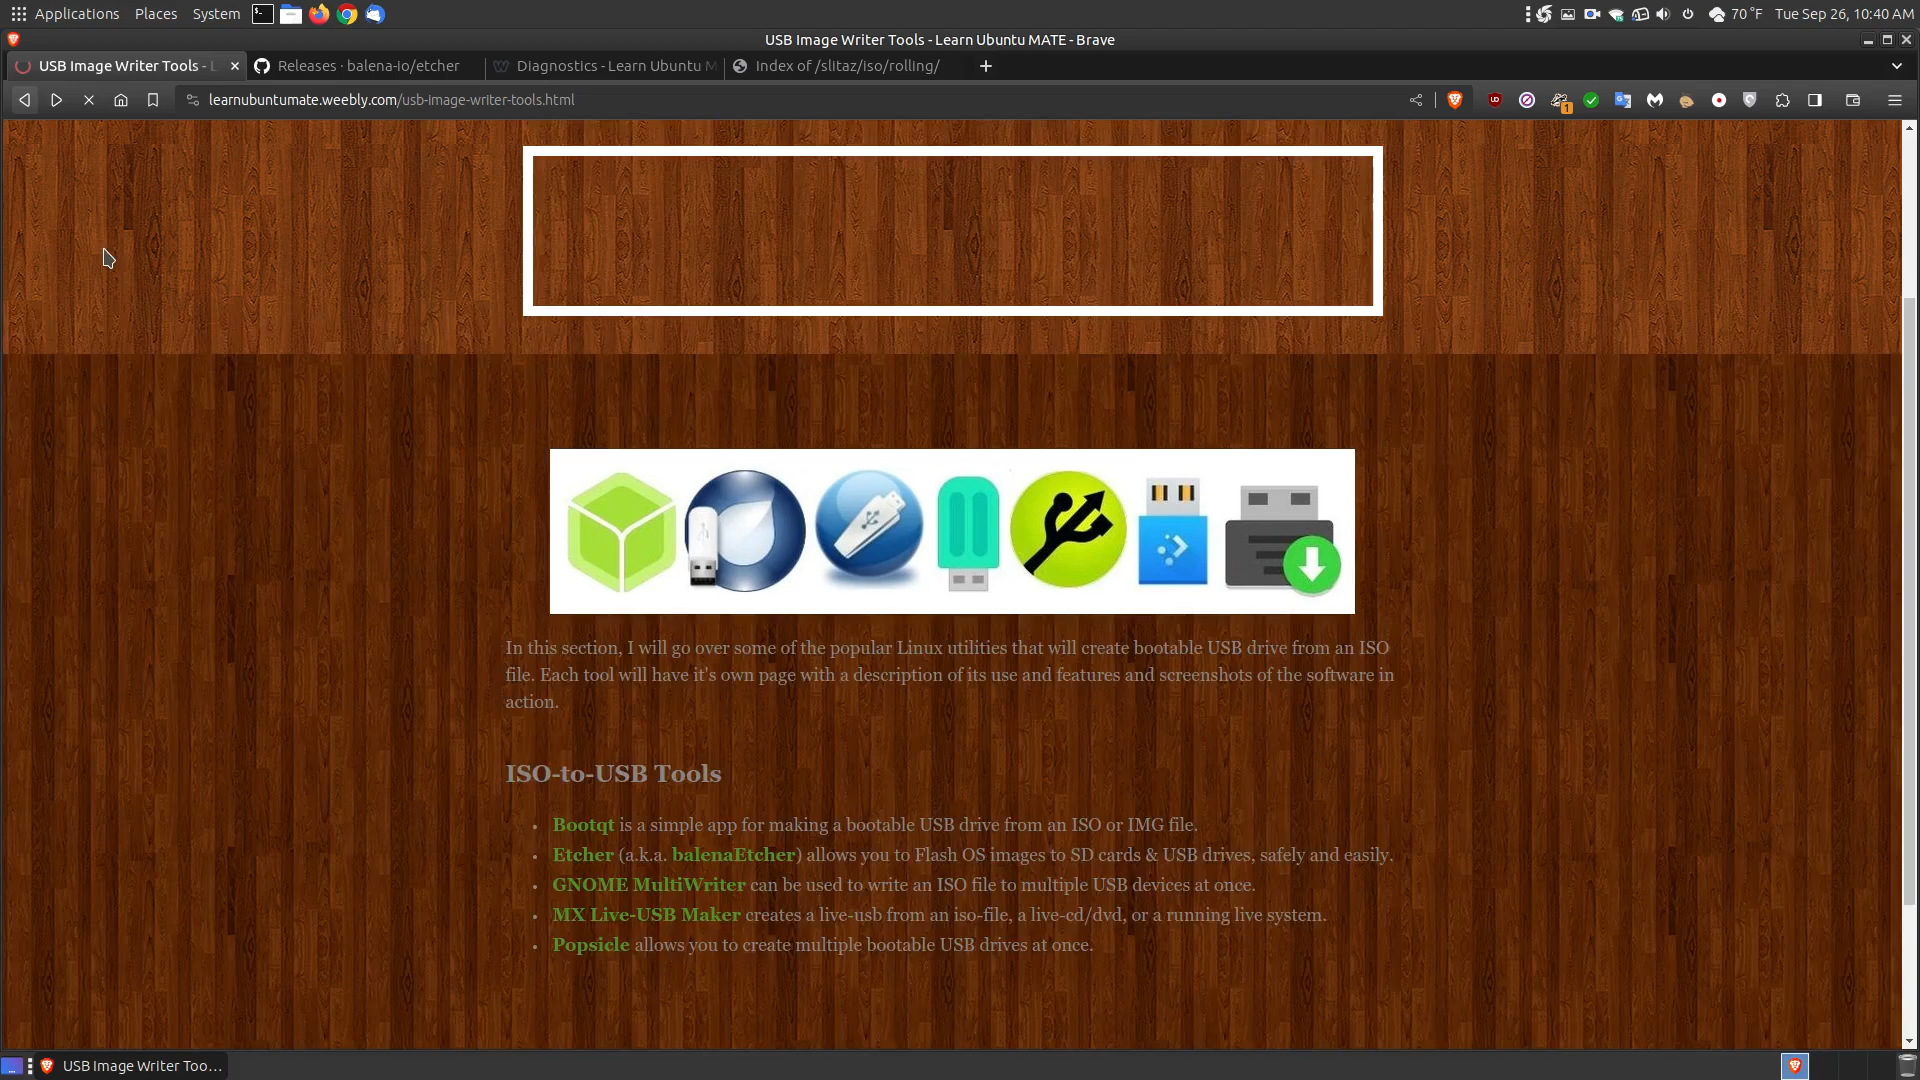 Applications Places System 70 °F Tue Sep 26, 10:40 AM
USB Image Writer Tools - Learn Ubuntu MATE - Brave
USB Image Writer Tools - L Releases · balena-io/etcher Diagnostics - Learn Ubuntu M Index of /slitaz/iso/rolling/
learnubuntumate.weebly.com/usb-image-writer-tools.html
1
In this section, I will go over some of the popular Linux utilities that will create bootable USB drive from an ISO
file. Each tool will have it's own page with a description of its use and features and screenshots of the software in
action.
ISO-to-USB Tools
• Bootqt is a simple app for making a bootable USB drive from an ISO or IMG file.
• Etcher (a.k.a. balenaEtcher) allows you to Flash OS images to SD cards & USB drives, safely and easily.
• GNOME MultiWriter can be used to write an ISO file to multiple USB devices at once.
• MX Live-USB Maker creates a live-usb from an iso-file, a live-cd/dvd, or a running live system.
• Popsicle allows you to create multiple bootable USB drives at once.
USB Image Writer Too...